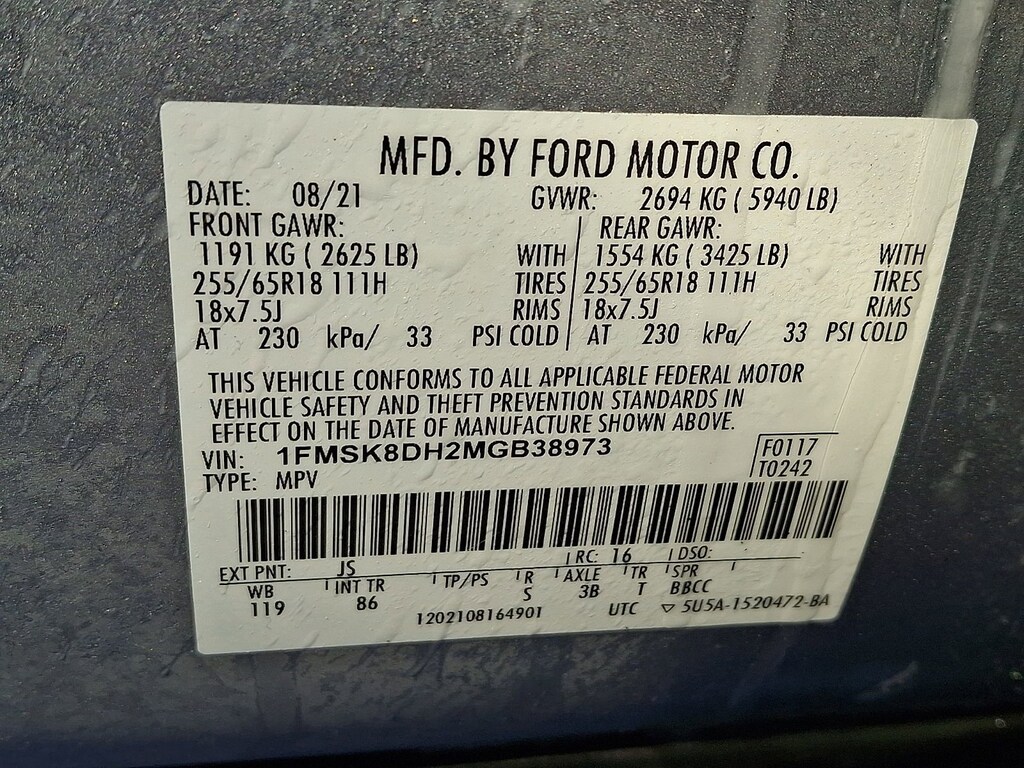 MFD. BY FORD MOTOR CO.
DATE: 08/21 GVWR: 2694 KG ( 5940 LB)
FRONT GAWR: REAR GAWR:
1191 KG ( 2625 LB) WITH 1554 KG ( 3425 LB) WITH
255/65R18 111H TIRES 255/65R18 111H TIRES
18x7.5J RIMS 18x7.5J RIMS
AT 230 kPa/ 33 PSI COLD AT 230 kPa/ 33 PSI COLD
THIS VEHICLE CONFORMS TO ALL APPLICABLE FEDERAL MOTOR
VEHICLE SAFETY AND THEFT PREVENTION STANDARDS IN
EFFECT ON THE DATE OF MANUFACTURE SHOWN ABOVE.
VIN: 1FMSK8DH2MGB38973 F0117
TYPE: MPV T0242
EXT PNT: JS RC: 16 DSO:
WB INT TR TP/PS R AXLE TR SPR
119 86 S 3B T BBCC
1202108164901 UTC ▽ 5U5A-1520472-BA